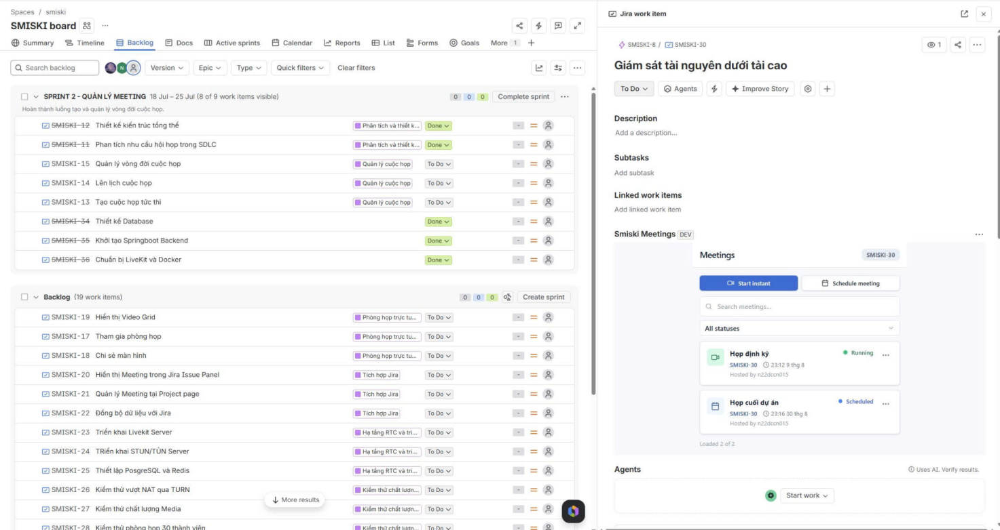 Spaces / smiski
SMISKI board
Summary Timeline Backlog Docs Active sprints Calendar Reports List Forms Goals More 1
Search backlog N Version Epic Type Quick filters Clear filters
SPRINT 2 - QUẢN LÝ MEETING 18 Jul – 25 Jul (8 of 9 work items visible) 0 0 0 Complete sprint
Hoàn thành luồng tạo và quản lý vòng đời cuộc họp.
SMISKI-12 Thiết kế kiến trúc tổng thể Phân tích và thiết k... Done -
SMISKI-11 Phan tích nhu cầu hội họp trong SDLC Phân tích và thiết k... Done -
SMISKI-15 Quản lý vòng đời cuộc họp Quản lý cuộc họp To Do -
SMISKI-14 Lên lịch cuộc họp Quản lý cuộc họp To Do -
SMISKI-13 Tạo cuộc họp tức thì Quản lý cuộc họp To Do -
SMISKI-34 Thiết kế Database Done -
SMISKI-35 Khởi tạo Springboot Backend Done -
SMISKI-36 Chuẩn bị LiveKit và Docker Done -
Backlog (19 work items) 0 0 0 Create sprint
SMISKI-19 Hiển thị Video Grid Phòng họp trực tu... To Do -
SMISKI-17 Tham gia phòng họp Phòng họp trực tu... To Do -
SMISKI-18 Chi sẻ màn hình Phòng họp trực tu... To Do -
SMISKI-20 Hiển thị Meeting trong Jira Issue Panel Tích hợp Jira To Do -
SMISKI-21 Quản lý Meeting tại Project page Tích hợp Jira To Do -
SMISKI-22 Đồng bộ dữ liệu với Jira Tích hợp Jira To Do -
SMISKI-23 Triển khai Livekit Server Hạ tầng RTC và tri... To Do -
SMISKI-24 TRiển khai STUN/TỦN Server Hạ tầng RTC và tri... To Do -
SMISKI-25 Thiết lập PosgreSQL và Redis Hạ tầng RTC và tri... To Do -
SMISKI-26 Kiểm thử vượt NAT qua TURN Kiểm thử chất lượn... To Do -
More results
SMISKI-27 Kiểm thử chất lượng Media Kiểm thử chất lượn... To Do -
SMISKI-28 Kiểm thử phòng họp 30 thành viên Kiểm thử chất lượn... To Do -
Jira work item
SMISKI-8 / SMISKI-30 1
Giám sát tài nguyên dưới tải cao
To Do Agents Improve Story
Description
Add a description...
Subtasks
Add subtask
Linked work items
Add linked work item
Smiski Meetings DEV
Meetings SMISKI-30
Start instant Schedule meeting
Search meetings...
All statuses
Họp định kỳ Running
SMISKI-30 23:12 9 thg 8
Hosted by n22dccn015
Họp cuối dự án Scheduled
SMISKI-30 23:16 30 thg 8
Hosted by n22dccn015
Loaded 2 of 2
Agents Uses AI. Verify results.
Start work